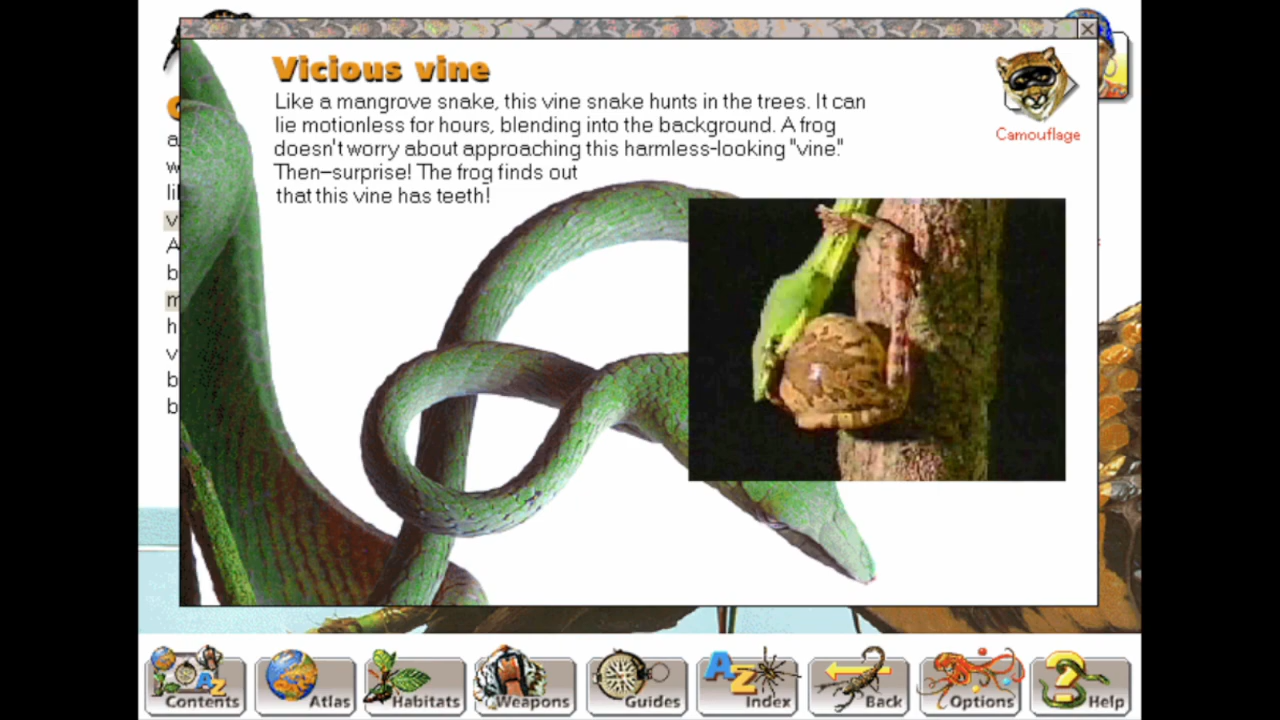 Vicious vine
Like a mangrove snake, this vine snake hunts in the trees. It can
lie motionless for hours, blending into the background. A frog
doesn't worry about approaching this harmless-looking "vine."
Then–surprise! The frog finds out
that this vine has teeth!
Camouflage
Contents
Atlas
Habitats
Weapons
Guides
AZ
Index
Back
Options
Help